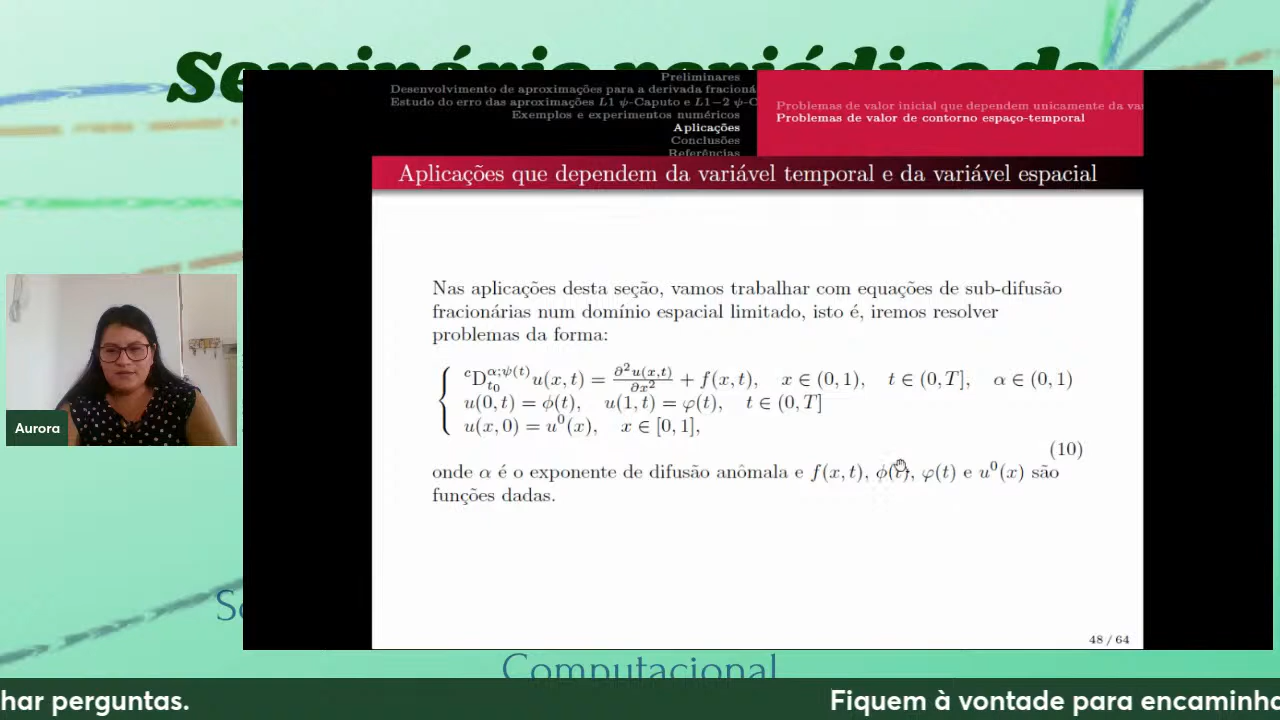 Seminário periódico de
Preliminares
Desenvolvimento de aproximações para a derivada fracioná
Estudo do erro das aproximações L1 ψ-Caputo e L1−2 ψ-C
Exemplos e experimentos numéricos
Aplicações
Conclusões
Referências
Problemas de valor inicial que dependem unicamente da va
Problemas de valor de contorno espaço-temporal
Aplicações que dependem da variável temporal e da variável espacial
Nas aplicações desta seção, vamos trabalhar com equações de sub-difusão
fracionárias num domínio espacial limitado, isto é, iremos resolver
problemas da forma:
{ ᶜD_{t₀}^{α;ψ(t)} u(x, t) = ∂²u(x,t)/∂x² + f(x, t), x ∈ (0, 1), t ∈ (0, T], α ∈ (0, 1)
u(0, t) = ϕ(t), u(1, t) = φ(t), t ∈ (0, T]
u(x, 0) = u⁰(x), x ∈ [0, 1],
(10)
onde α é o exponente de difusão anômala e f(x, t), ϕ(t), φ(t) e u⁰(x) são
funções dadas.
48 / 64
Aurora
Computacional
har perguntas.
Fiquem à vontade para encaminha